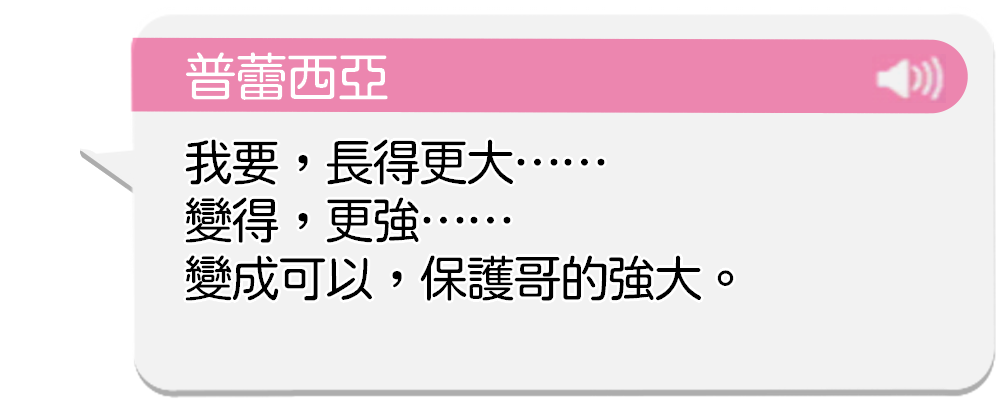 普蕾西亞
我要，長得更大……
變得，更強……
變成可以，保護哥的強大。